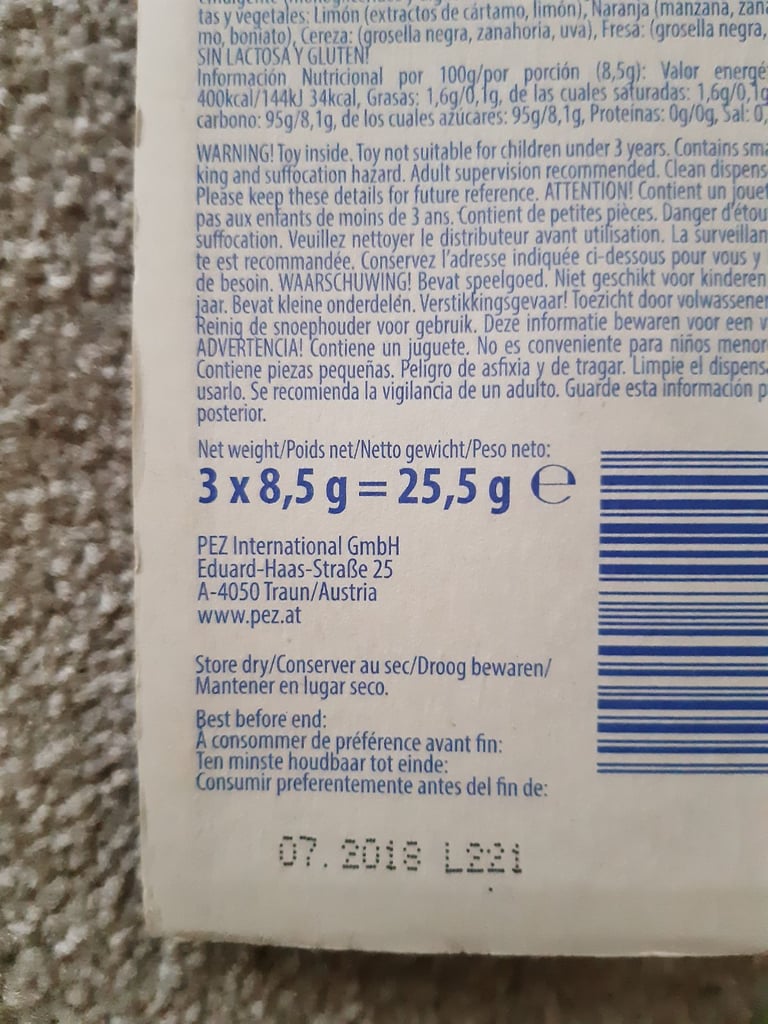 tas y vegetales: Limón (extractos de cártamo, limón), Naranja (manzana, zana
mo, boniato), Cereza: (grosella negra, zanahoria, uva), Fresa: (grosella negra,
SIN LACTOSA Y GLUTEN!
Información Nutricional por 100g/por porción (8,5g): Valor energé
400kcal/144kJ 34kcal, Grasas: 1,6g/0,1g, de las cuales saturadas: 1,6g/0,1g
carbono: 95g/8,1g, de los cuales azúcares: 95g/8,1g, Proteínas: 0g/0g, Sal: 0,
WARNING! Toy inside. Toy not suitable for children under 3 years. Contains sma
king and suffocation hazard. Adult supervision recommended. Clean dispens
Please keep these details for future reference. ATTENTION! Contient un jouet
pas aux enfants de moins de 3 ans. Contient de petites pièces. Danger d'étou
suffocation. Veuillez nettoyer le distributeur avant utilisation. La surveillan
te est recommandée. Conservez l'adresse indiquée ci-dessous pour vous y
de besoin. WAARSCHUWING! Bevat speelgoed. Niet geschikt voor kinderen
jaar. Bevat kleine onderdelen. Verstikkingsgevaar! Toezicht door volwassenen
Reinig de snoephouder voor gebruik. Deze informatie bewaren voor een v
ADVERTENCIA! Contiene un juguete. No es conveniente para niños menor
Contiene piezas pequeñas. Peligro de asfixia y de tragar. Limpie el dispensa
usarlo. Se recomienda la vigilancia de un adulto. Guarde esta información p
posterior.
Net weight/Poids net/Netto gewicht/Peso neto:
3 x 8,5 g = 25,5 g ℮
PEZ International GmbH
Eduard-Haas-Straße 25
A-4050 Traun/Austria
www.pez.at
Store dry/Conserver au sec/Droog bewaren/
Mantener en lugar seco.
Best before end:
À consommer de préférence avant fin:
Ten minste houdbaar tot einde:
Consumir preferentemente antes del fin de:
07.2018 L221